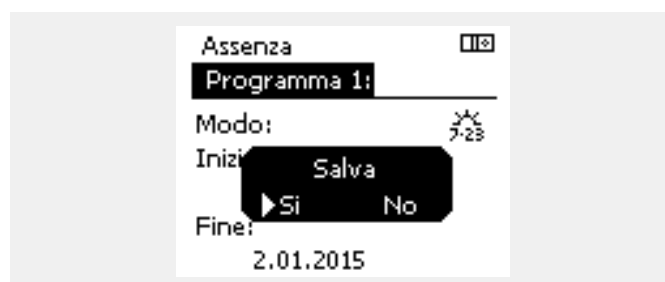 Assenza
Programma 1:
Modo:
7-23
Inizi
Salva
Si No
Fine:
2.01.2015